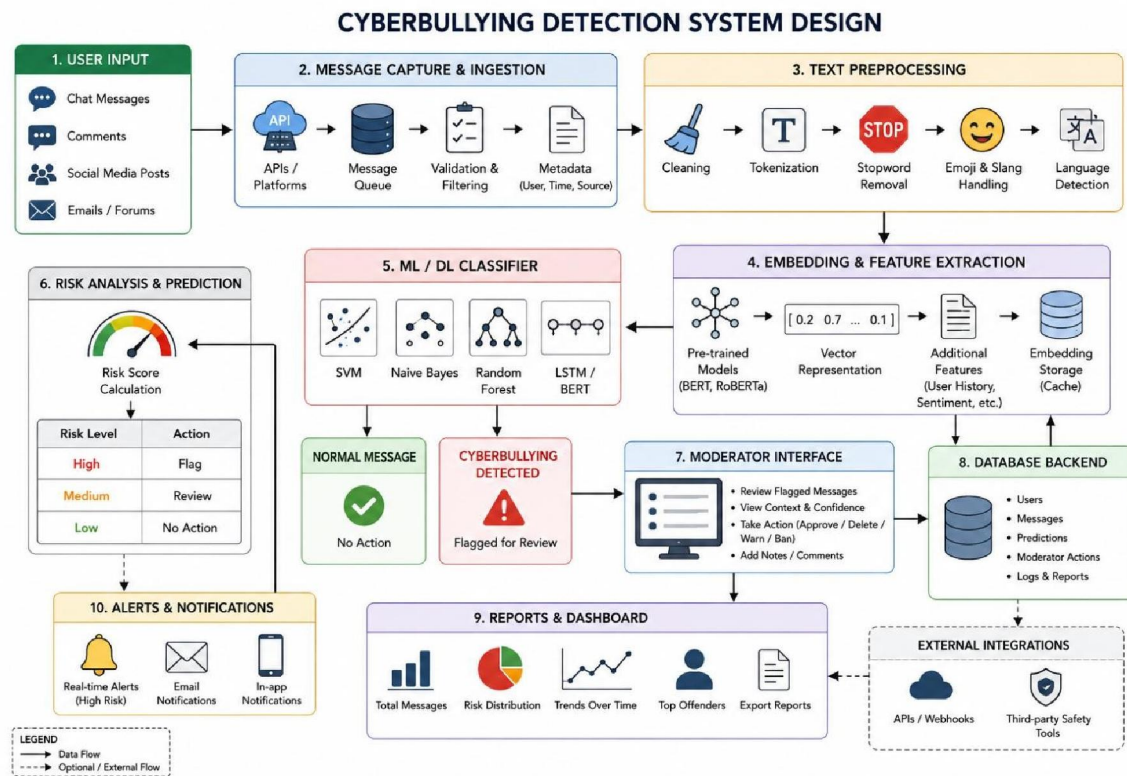 CYBERBULLYING DETECTION SYSTEM DESIGN
1. USER INPUT
Chat Messages
Comments
Social Media Posts
Emails / Forums
2. MESSAGE CAPTURE & INGESTION
API
APIs /
Platforms
Message
Queue
Validation &
Filtering
Metadata
(User, Time, Source)
3. TEXT PREPROCESSING
Cleaning
T
Tokenization
STOP
Stopword
Removal
Emoji & Slang
Handling
文
A
Language
Detection
4. EMBEDDING & FEATURE EXTRACTION
Pre-trained
Models
(BERT, RoBERTa)
[ 0.2 0.7 ... 0.1 ]
Vector
Representation
Additional
Features
(User History,
Sentiment, etc.)
Embedding
Storage
(Cache)
5. ML / DL CLASSIFIER
SVM
Naive Bayes
Random
Forest
LSTM /
BERT
NORMAL MESSAGE
No Action
CYBERBULLYING
DETECTED
Flagged for Review
6. RISK ANALYSIS & PREDICTION
Risk Score
Calculation
Risk Level Action
High Flag
Medium Review
Low No Action
7. MODERATOR INTERFACE
• Review Flagged Messages
• View Context & Confidence
• Take Action (Approve / Delete /
Warn / Ban)
• Add Notes / Comments
8. DATABASE BACKEND
• Users
• Messages
• Predictions
• Moderator Actions
• Logs & Reports
9. REPORTS & DASHBOARD
Total Messages
Risk Distribution
Trends Over Time
Top Offenders
Export Reports
10. ALERTS & NOTIFICATIONS
Real-time Alerts
(High Risk)
Email
Notifications
In-app
Notifications
EXTERNAL INTEGRATIONS
APIs / Webhooks
Third-party Safety
Tools
LEGEND
Data Flow
Optional / External Flow